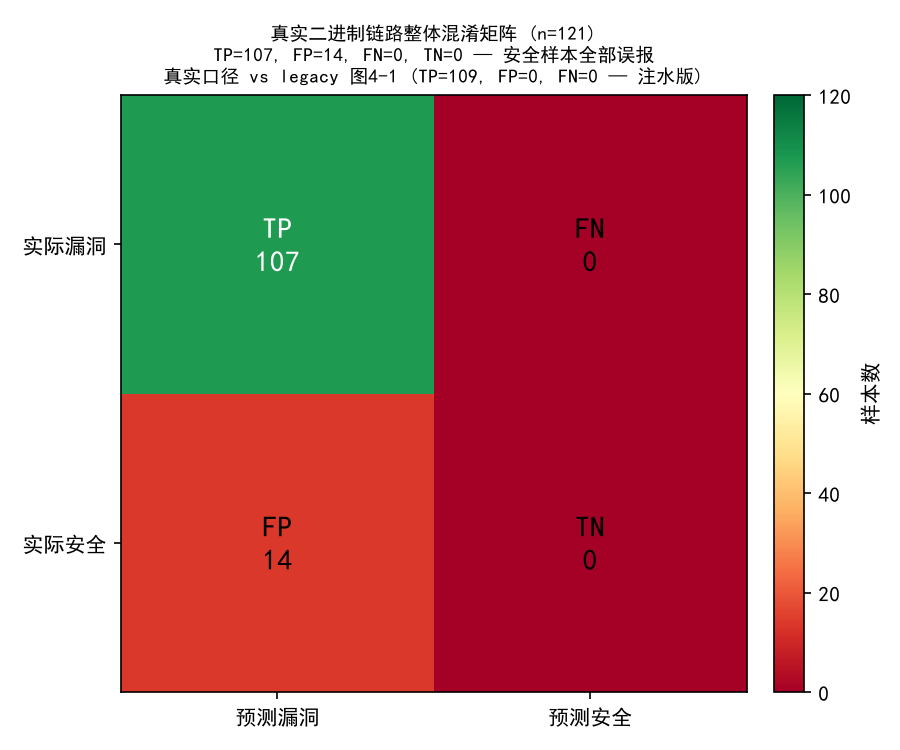 真实二进制链路整体混淆矩阵 (n=121)
TP=107, FP=14, FN=0, TN=0 — 安全样本全部误报
真实口径 vs legacy 图4-1 (TP=109, FP=0, FN=0 — 注水版)
实际漏洞
TP
107
FN
0
实际安全
FP
14
TN
0
预测漏洞
预测安全
120
100
80
60
40
20
0
样本数